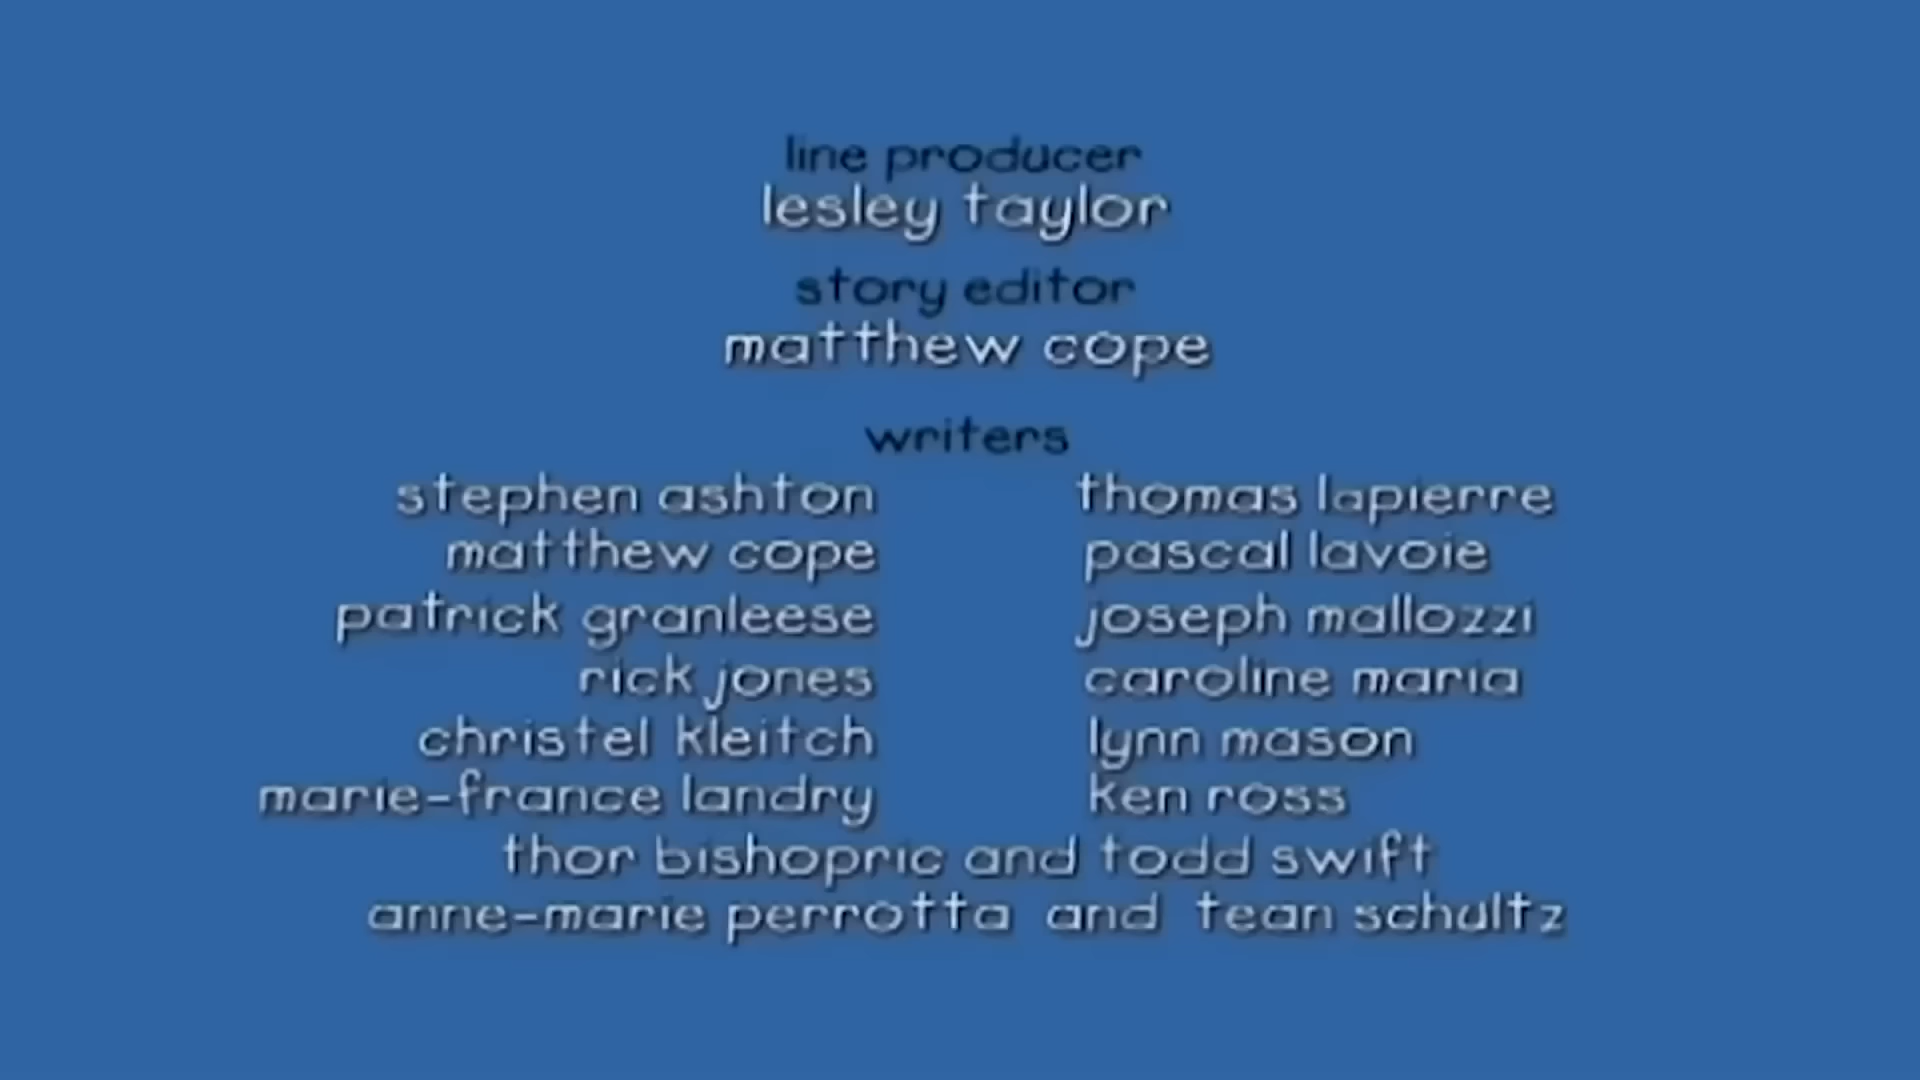 line producer
lesley taylor
story editor
matthew cope
writers
stephen ashton
matthew cope
patrick granleese
rick jones
christel kleitch
marie-france landry
thomas lapierre
pascal lavoie
joseph mallozzi
caroline maria
lynn mason
ken ross
thor bishopric and todd swift
anne-marie perrotta and tean schultz